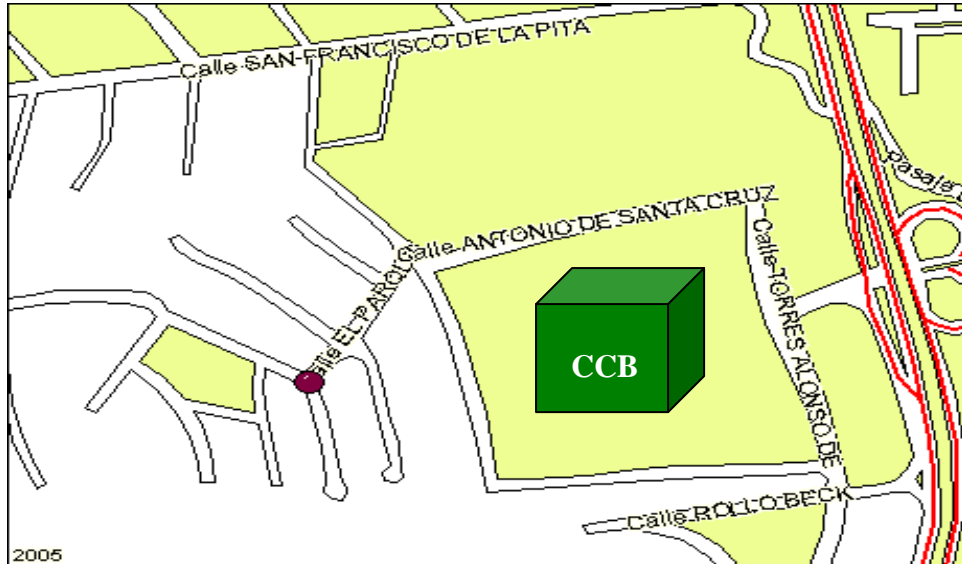 Calle SAN FRANCISCO DE LA PITA
Pasaje
Calle ANTONIO DE SANTA CRUZ
Calle EL PARQU
Calle TORRES ALONSO DE
CCB
Calle ROLLO BECK
2005